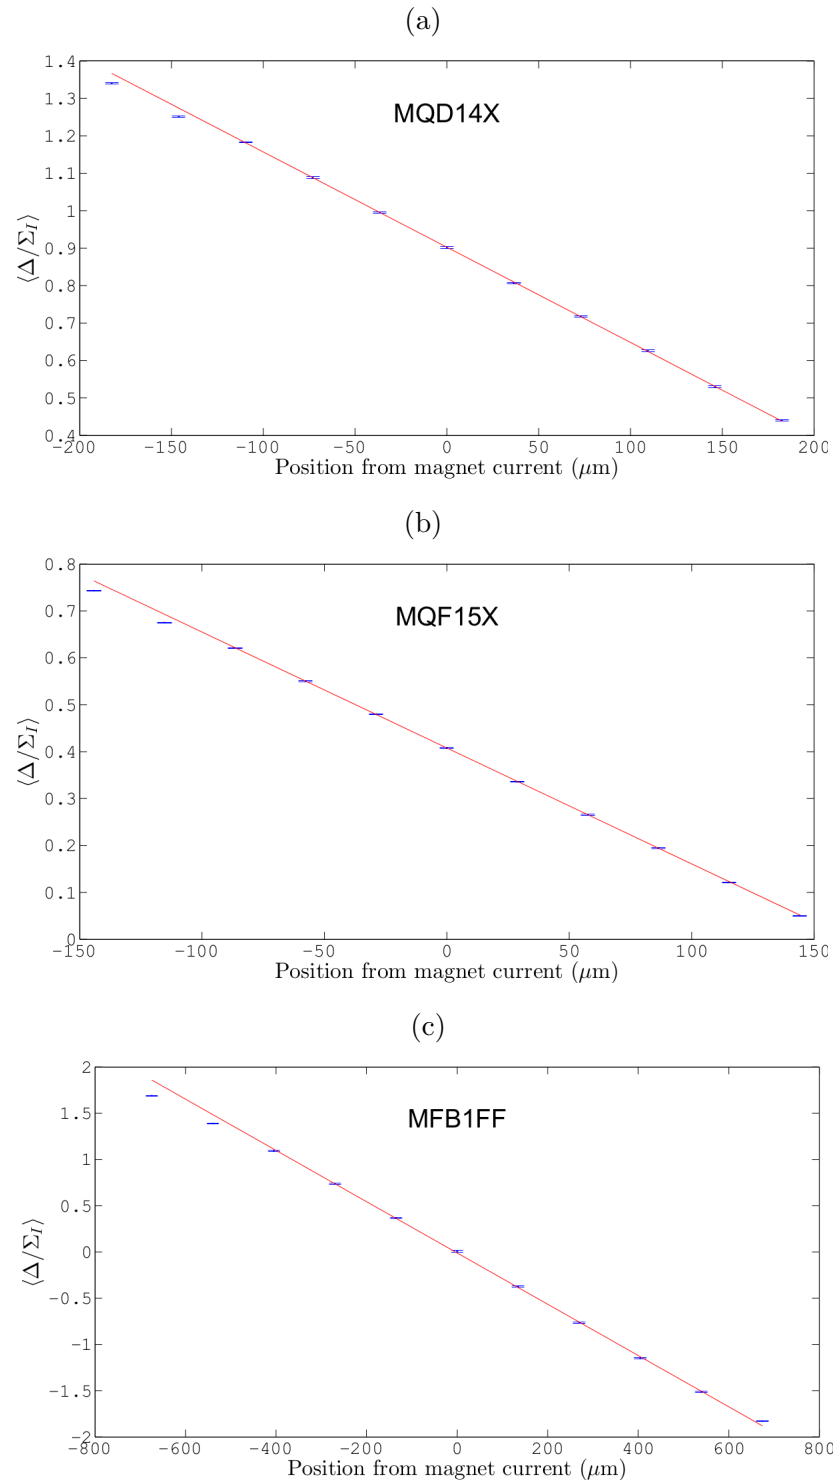 (a)
MQD14X
1.4
1.3
1.2
1.1
1
0.9
0.8
0.7
0.6
0.5
0.4
⟨Δ/Σ_I⟩
−200 −150 −100 −50 0 50 100 150 200
Position from magnet current (μm)
(b)
MQF15X
0.8
0.7
0.6
0.5
0.4
0.3
0.2
0.1
0
⟨Δ/Σ_I⟩
−150 −100 −50 0 50 100 150
Position from magnet current (μm)
(c)
MFB1FF
2
1.5
1
0.5
0
−0.5
−1
−1.5
−2
⟨Δ/Σ_I⟩
−800 −600 −400 −200 0 200 400 600 800
Position from magnet current (μm)